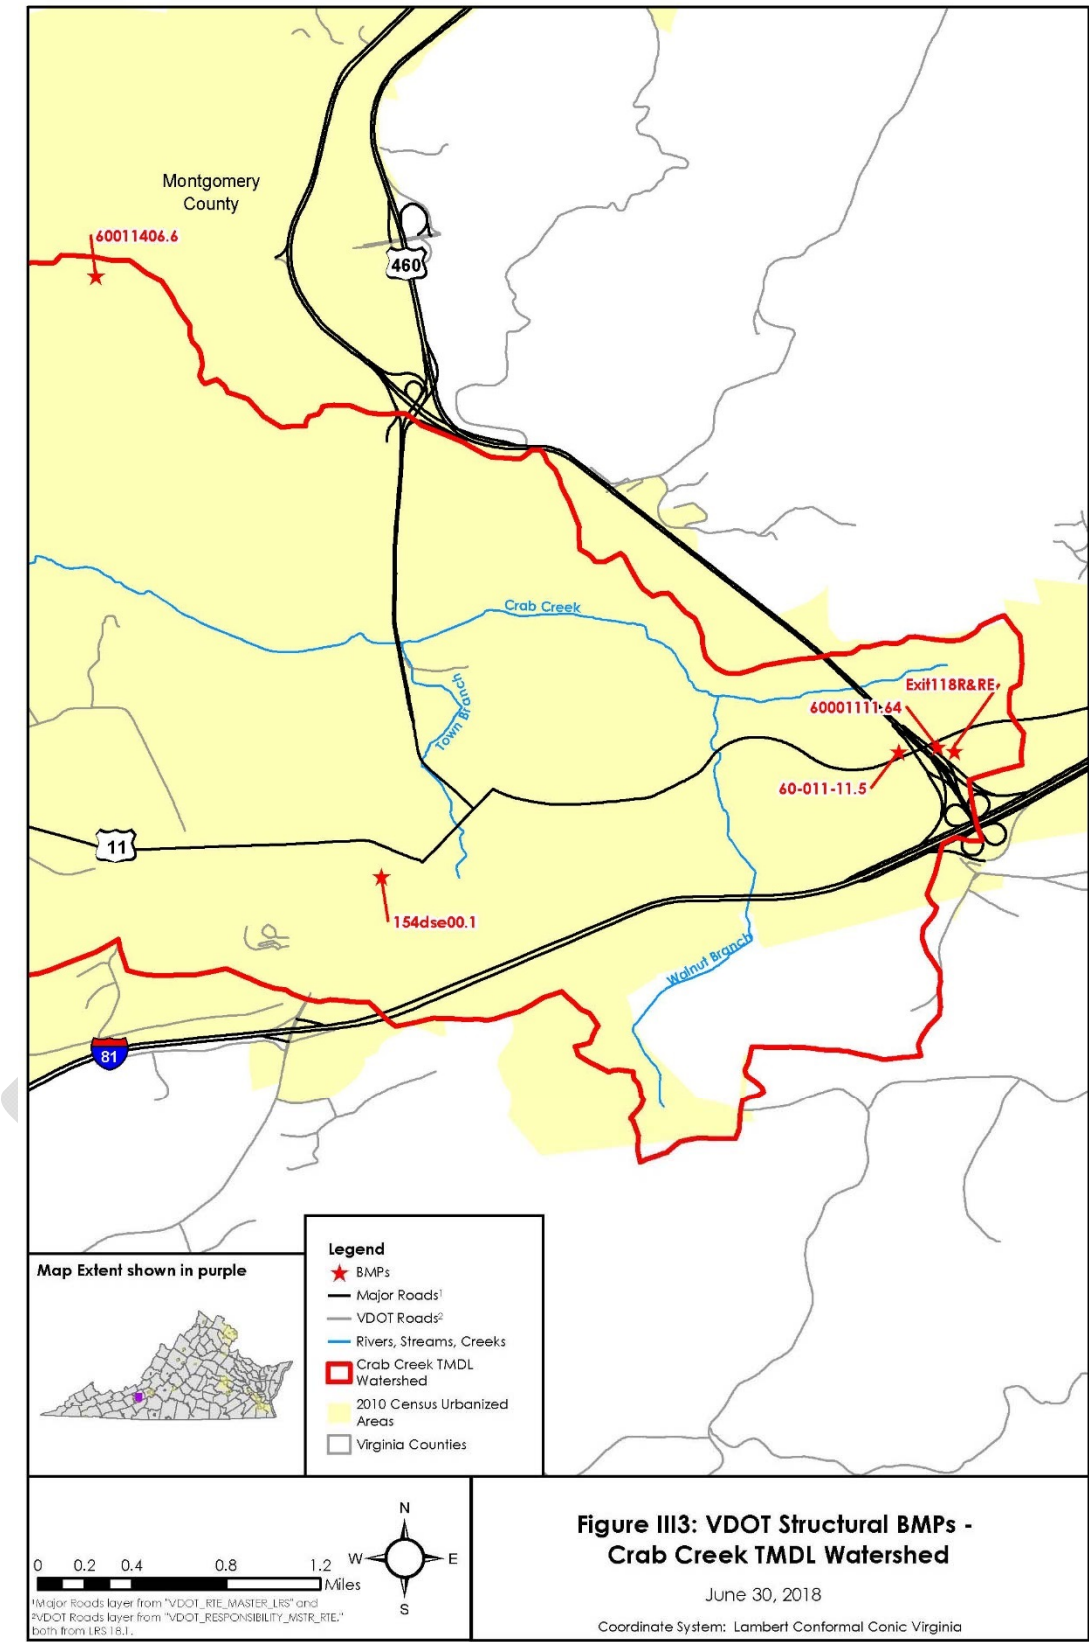 Montgomery
County
60011406.6
460
Crab Creek
Town Branch
Exit118R&RE
60001111.64
60-011-11.5
11
154dse00.1
Walnut Branch
81
Map Extent shown in purple
Legend
BMPs
Major Roads¹
VDOT Roads²
Rivers, Streams, Creeks
Crab Creek TMDL
Watershed
2010 Census Urbanized
Areas
Virginia Counties
0 0.2 0.4 0.8 1.2
Miles
N
W E
S
¹Major Roads layer from "VDOT_RTE_MASTER_LRS" and
²VDOT Roads layer from "VDOT_RESPONSIBILITY_MSTR_RTE,"
both from LRS 18.1.
Figure III3: VDOT Structural BMPs -
Crab Creek TMDL Watershed
June 30, 2018
Coordinate System: Lambert Conformal Conic Virginia